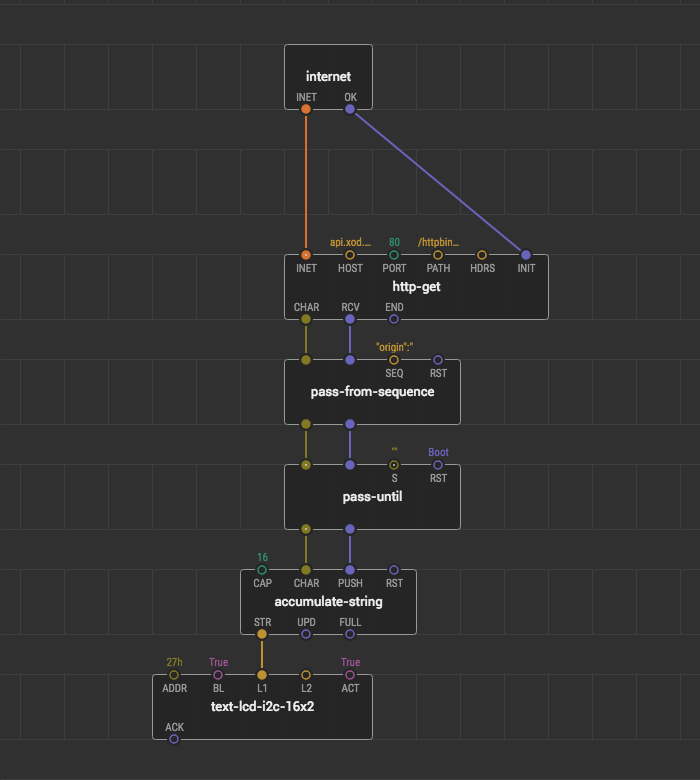 internet
INET OK
api.xod.... 80 /httpbin...
INET HOST PORT PATH HDRS INIT
http-get
CHAR RCV END
"origin":"
SEQ RST
pass-from-sequence
"" Boot
S RST
pass-until
16
CAP CHAR PUSH RST
accumulate-string
STR UPD FULL
27h True True
ADDR BL L1 L2 ACT
text-lcd-i2c-16x2
ACK